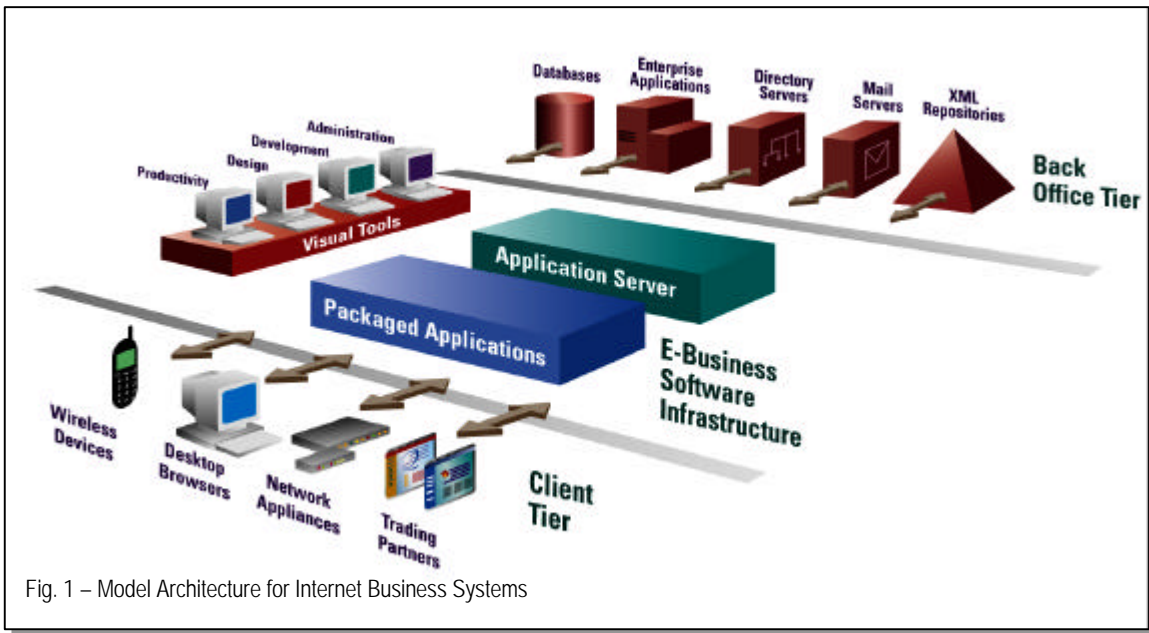 Databases
Enterprise
Applications
Directory
Servers
Mail
Servers
XML
Repositories
Back
Office Tier
Administration
Development
Design
Productivity
Visual Tools
Application Server
Packaged Applications
E-Business
Software
Infrastructure
Wireless
Devices
Desktop
Browsers
Network
Appliances
Trading
Partners
Client
Tier
Fig. 1 – Model Architecture for Internet Business Systems